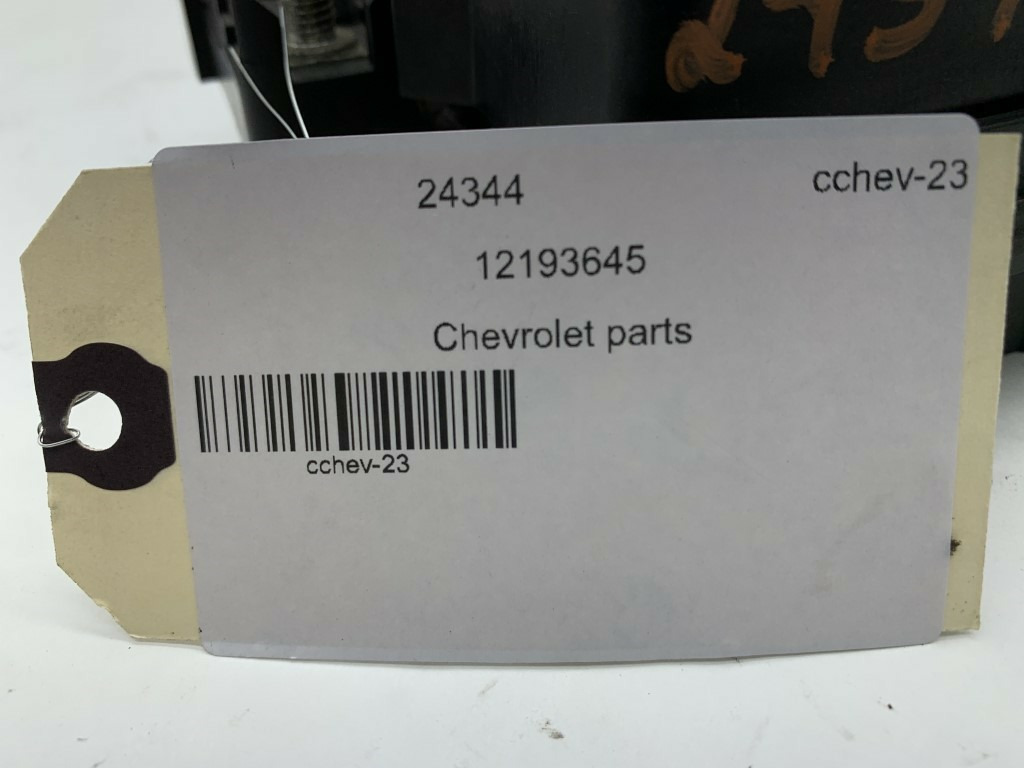 24344 cchev-23
12193645
Chevrolet parts
cchev-23